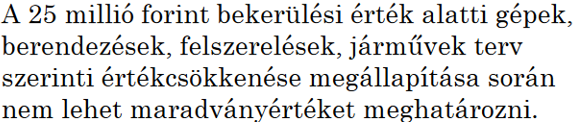 A 25 millió forint bekerülési érték alatti gépek,
berendezések, felszerelések, járművek terv
szerinti értékcsökkenése megállapítása során
nem lehet maradványértéket meghatározni.